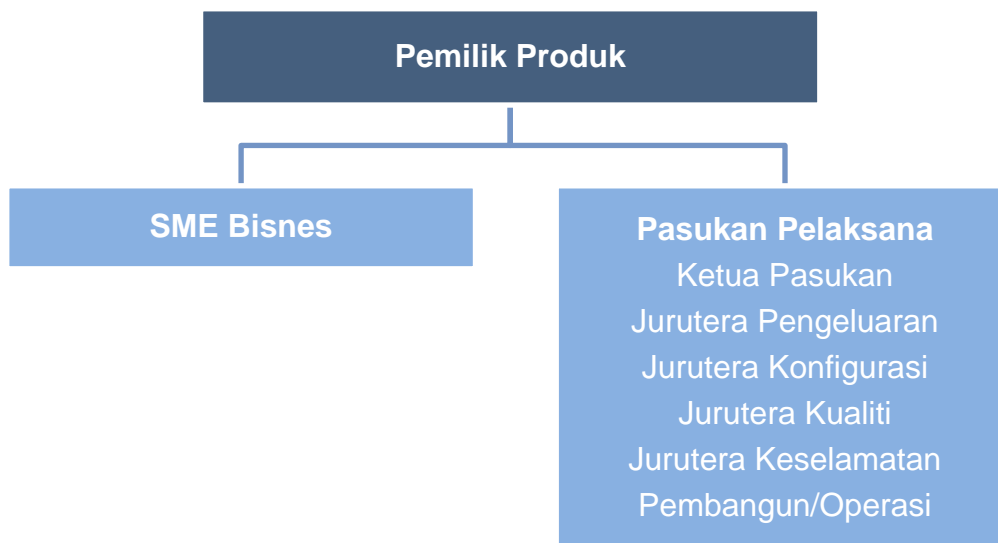 Pemilik Produk
SME Bisnes
Pasukan Pelaksana
Ketua Pasukan
Jurutera Pengeluaran
Jurutera Konfigurasi
Jurutera Kualiti
Jurutera Keselamatan
Pembangun/Operasi